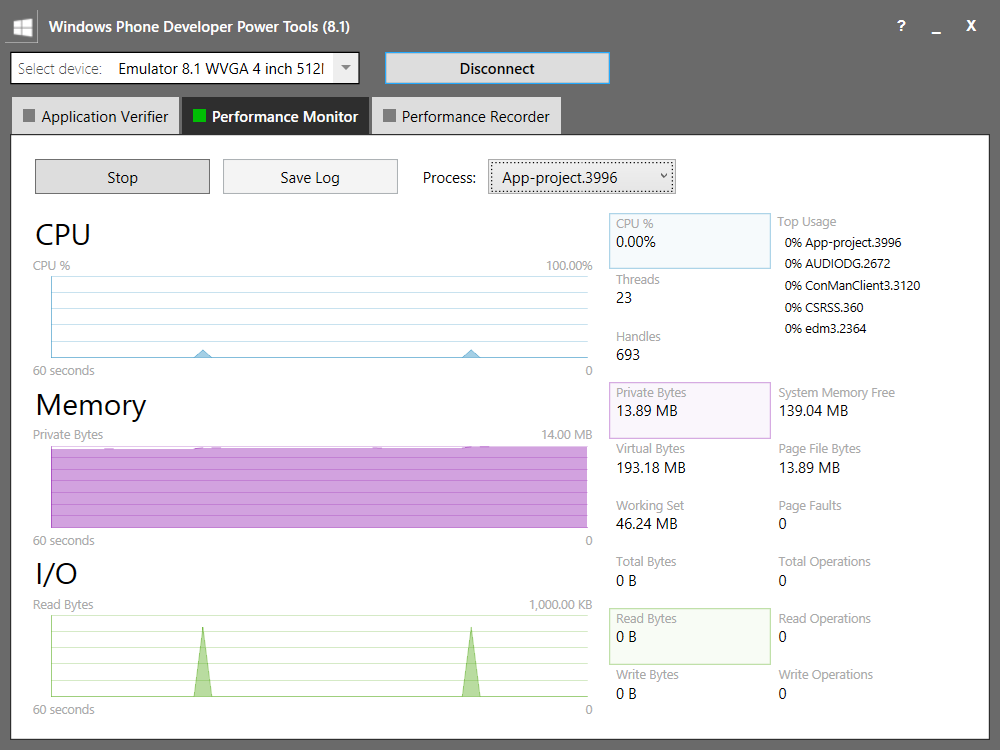 Windows Phone Developer Power Tools (8.1)
? _ X
Select device: Emulator 8.1 WVGA 4 inch 512
Disconnect
Application Verifier
Performance Monitor
Performance Recorder
Stop
Save Log
Process: App-project.3996
CPU
CPU % 100.00%
60 seconds 0
Memory
Private Bytes 14.00 MB
60 seconds 0
I/O
Read Bytes 1,000.00 KB
60 seconds 0
CPU %
0.00%
Threads
23
Handles
693
Top Usage
0% App-project.3996
0% AUDIODG.2672
0% ConManClient3.3120
0% CSRSS.360
0% edm3.2364
Private Bytes
13.89 MB
System Memory Free
139.04 MB
Virtual Bytes
193.18 MB
Page File Bytes
13.89 MB
Working Set
46.24 MB
Page Faults
0
Total Bytes
0 B
Total Operations
0
Read Bytes
0 B
Read Operations
0
Write Bytes
0 B
Write Operations
0